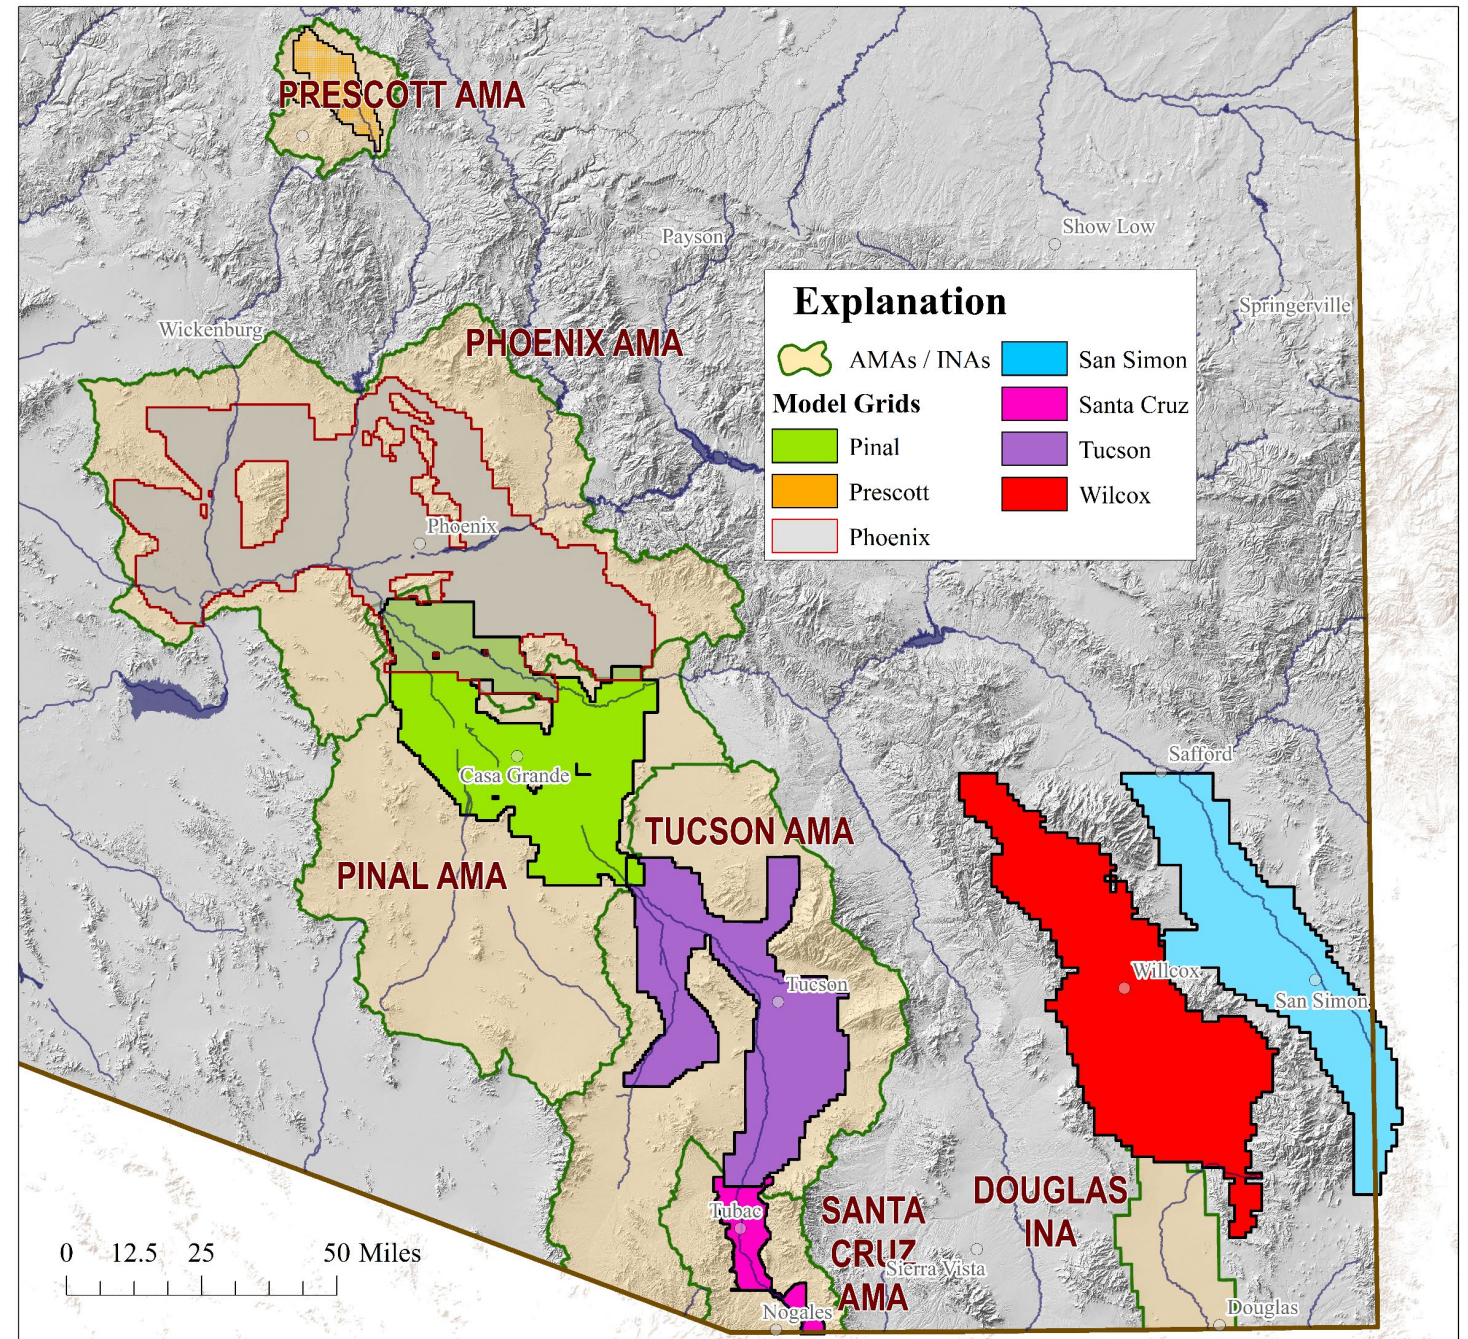 PRESCOTT AMA
Payson
Show Low
Springerville
Wickenburg
PHOENIX AMA
Explanation
AMAs / INAs
Model Grids
Pinal
Prescott
Phoenix
San Simon
Santa Cruz
Tucson
Wilcox
Phoenix
Casa Grande
Safford
TUCSON AMA
PINAL AMA
Willcox
Tucson
San Simon
DOUGLAS
INA
SANTA
CRUZ
AMA
Tubac
Sierra Vista
Nogales
Douglas
0 12.5 25 50 Miles